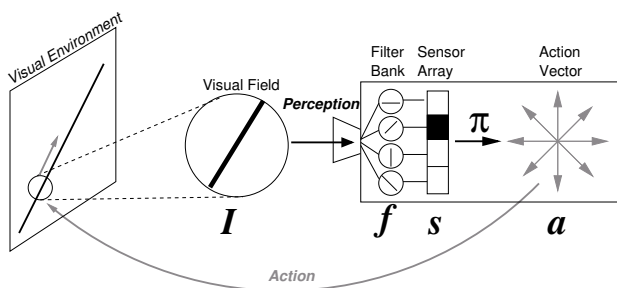 Visual Environment
Visual Field
Perception
Filter
Bank
Sensor
Array
Action
Vector
π
I
f
s
a
Action